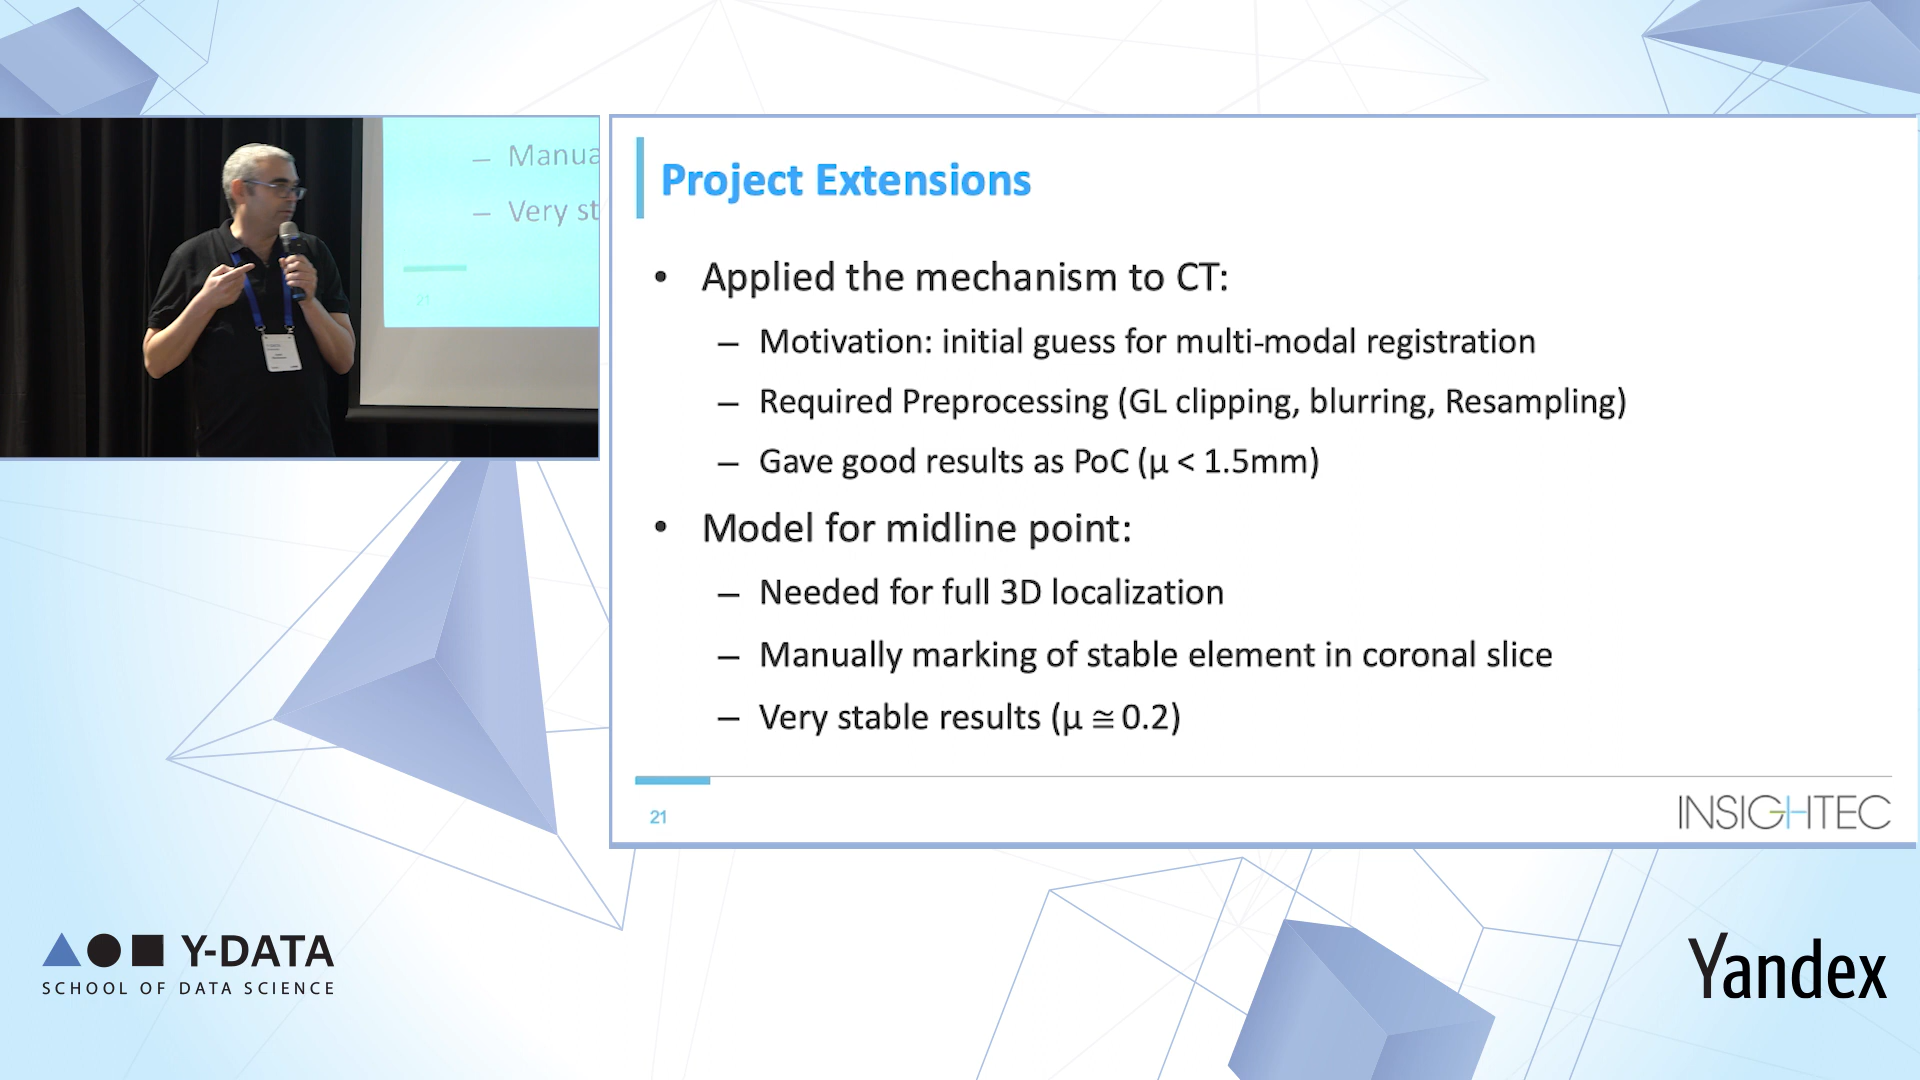 – Manua
– Very st
21
Project Extensions
• Applied the mechanism to CT:
– Motivation: initial guess for multi-modal registration
– Required Preprocessing (GL clipping, blurring, Resampling)
– Gave good results as PoC (μ < 1.5mm)
• Model for midline point:
– Needed for full 3D localization
– Manually marking of stable element in coronal slice
– Very stable results (μ ≅ 0.2)
21
INSIGHTEC
Y-DATA
SCHOOL OF DATA SCIENCE
Yandex